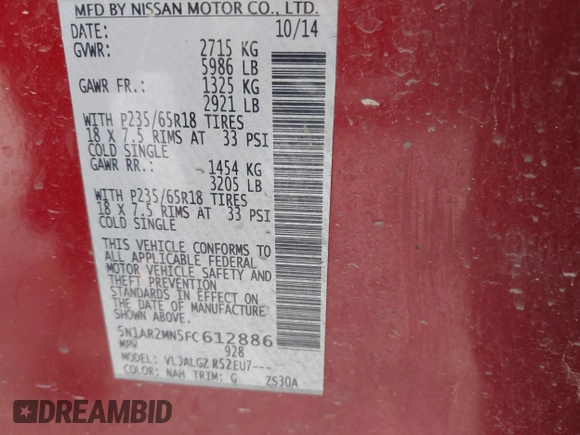 MFD BY NISSAN MOTOR CO., LTD.
DATE: 10/14
GVWR: 2715 KG
5986 LB
GAWR FR.: 1325 KG
2921 LB
WITH P235/65R18 TIRES
18 X 7.5 RIMS AT 33 PSI
COLD SINGLE
GAWR RR.: 1454 KG
3205 LB
WITH P235/65R18 TIRES
18 X 7.5 RIMS AT 33 PSI
COLD SINGLE
THIS VEHICLE CONFORMS TO
ALL APPLICABLE FEDERAL
MOTOR VEHICLE SAFETY AND
THEFT PREVENTION
STANDARDS IN EFFECT ON
THE DATE OF MANUFACTURE
SHOWN ABOVE
5N1AR2MN5FC612886
MPV 928
MODEL: VLJALGZ R52EU7---
COLOR: NAH TRIM: G ZS30A
DREAMBID